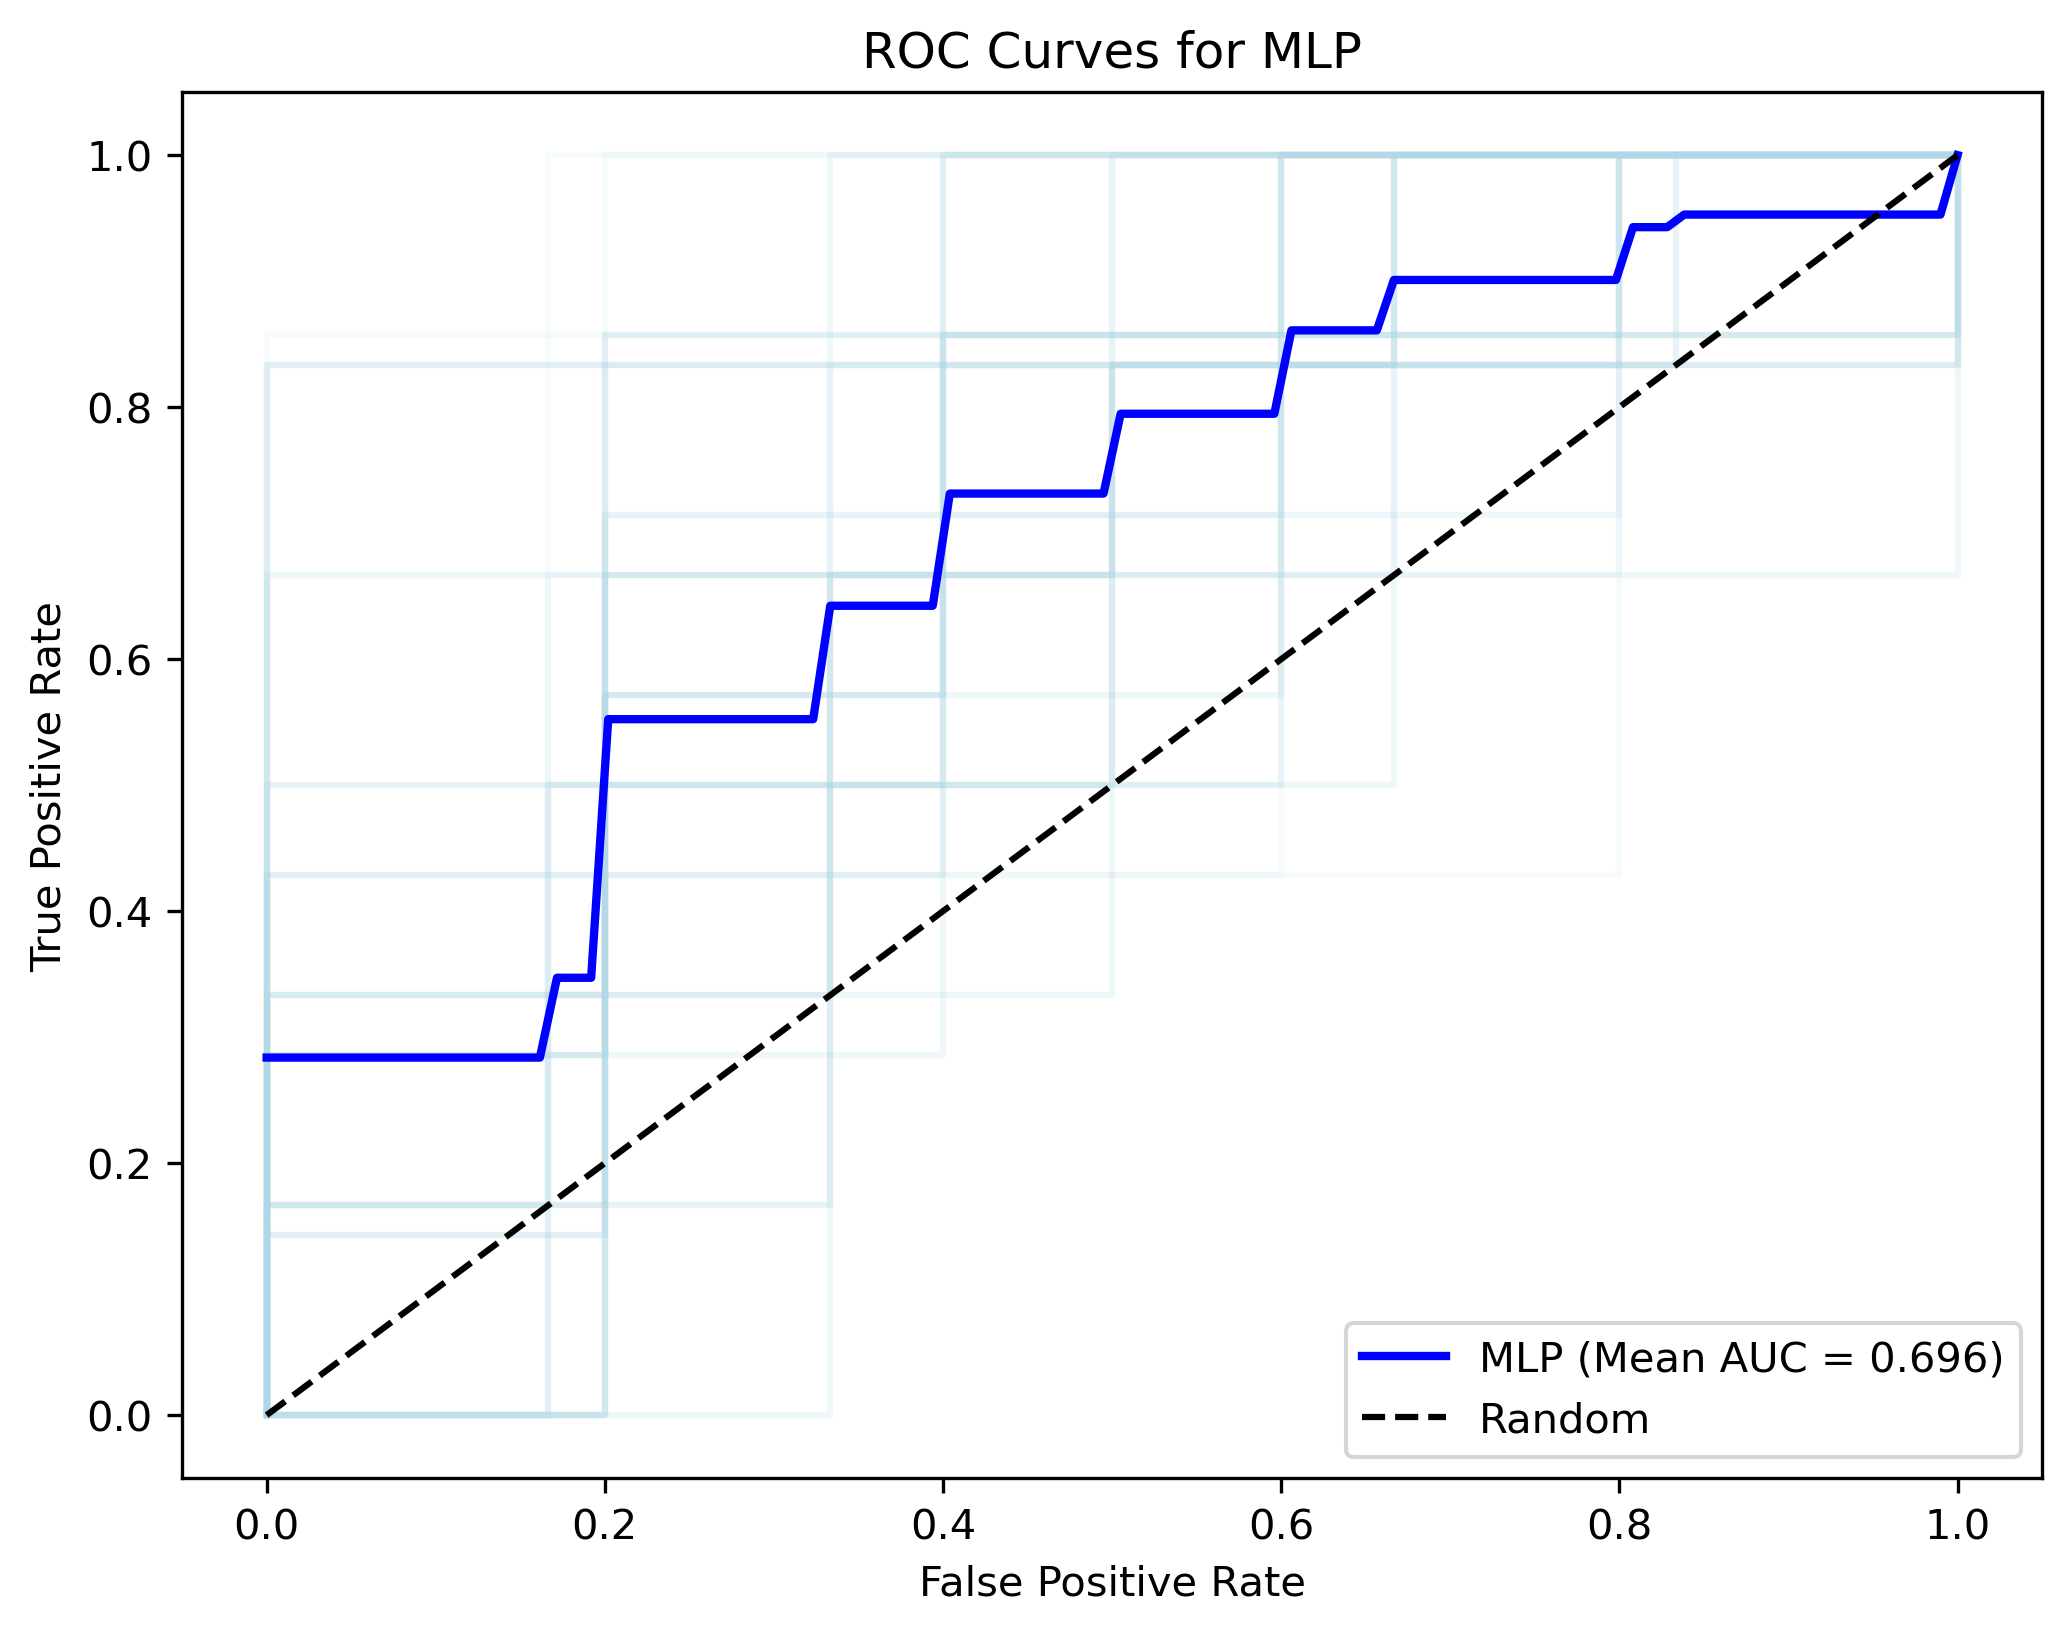 ROC Curves for MLP
True Positive Rate
1.0
0.8
0.6
0.4
0.2
0.0
MLP (Mean AUC = 0.696)
Random
0.0 0.2 0.4 0.6 0.8 1.0
False Positive Rate